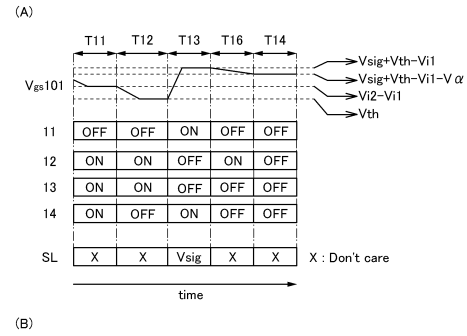 (A)
T11 T12 T13 T16 T14
Vgs101
Vsig+Vth-Vi1
Vsig+Vth-Vi1-Vα
Vi2-Vi1
Vth
11 OFF OFF ON OFF OFF
12 ON ON OFF ON OFF
13 ON ON OFF OFF OFF
14 ON OFF ON OFF OFF
SL X X Vsig X X X : Don't care
time
(B)